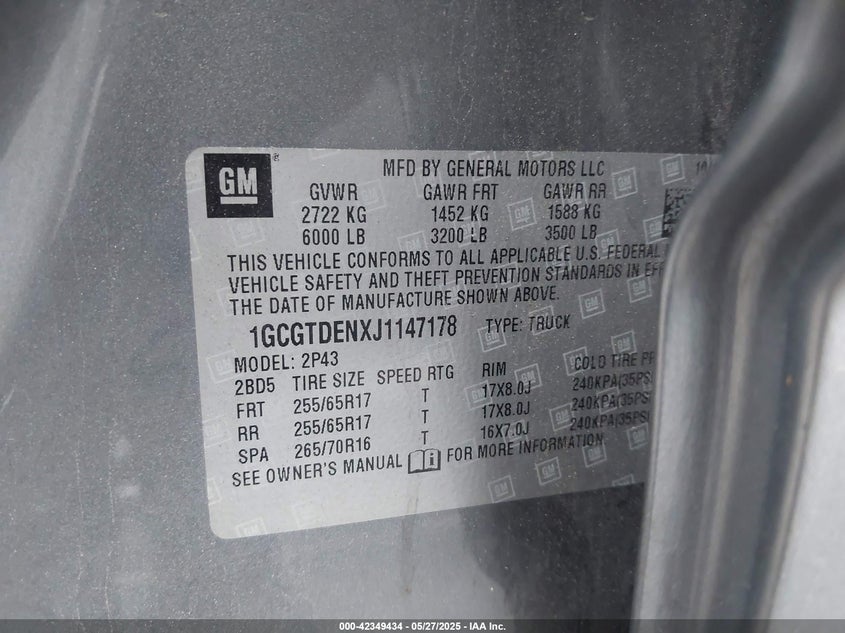 GM
MFD BY GENERAL MOTORS LLC
GVWR GAWR FRT GAWR RR
2722 KG 1452 KG 1588 KG
6000 LB 3200 LB 3500 LB
THIS VEHICLE CONFORMS TO ALL APPLICABLE U.S. FEDERAL
VEHICLE SAFETY AND THEFT PREVENTION STANDARDS IN
THE DATE OF MANUFACTURE SHOWN ABOVE.
1GCGTDENXJ1147178 TYPE: TRUCK
MODEL: 2P43
2BD5 TIRE SIZE SPEED RTG RIM COLD TIRE
FRT 255/65R17 T 17X8.0J 240KPA(35PSI
RR 255/65R17 T 17X8.0J 240KPA(35PSI
SPA 265/70R16 T 16X7.0J 240KPA(35PSI
SEE OWNER'S MANUAL FOR MORE INFORMATION
000-42349434 - 05/27/2025 - IAA Inc.